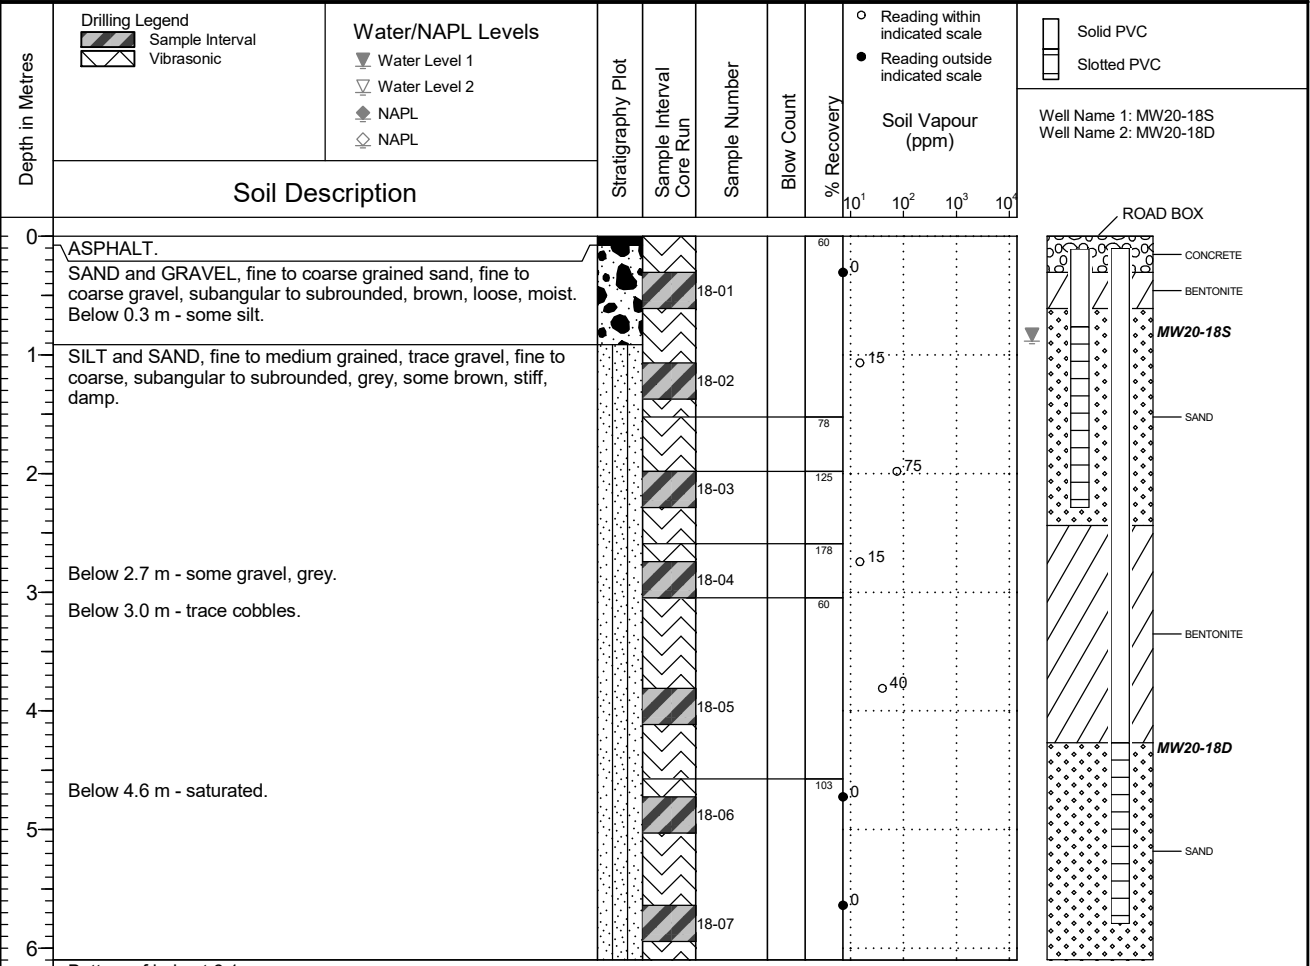 Drilling Legend
Sample Interval
Vibrasonic
Water/NAPL Levels
Water Level 1
Water Level 2
NAPL
NAPL
Depth in Metres
Soil Description
Stratigraphy Plot
Sample Interval
Core Run
Sample Number
Blow Count
% Recovery
Reading within
indicated scale
Reading outside
indicated scale
Soil Vapour
(ppm)
10¹ 10² 10³ 10⁴
Solid PVC
Slotted PVC
Well Name 1: MW20-18S
Well Name 2: MW20-18D
ROAD BOX
0
ASPHALT.
60
CONCRETE
SAND and GRAVEL, fine to coarse grained sand, fine to
coarse gravel, subangular to subrounded, brown, loose, moist.
Below 0.3 m - some silt.
18-01
0
BENTONITE
MW20-18S
1
SILT and SAND, fine to medium grained, trace gravel, fine to
coarse, subangular to subrounded, grey, some brown, stiff,
damp.
18-02
15
78
SAND
2
18-03
125
75
178
15
Below 2.7 m - some gravel, grey.
18-04
3
Below 3.0 m - trace cobbles.
60
BENTONITE
40
18-05
4
MW20-18D
Below 4.6 m - saturated.
103
0
18-06
5
SAND
0
18-07
6